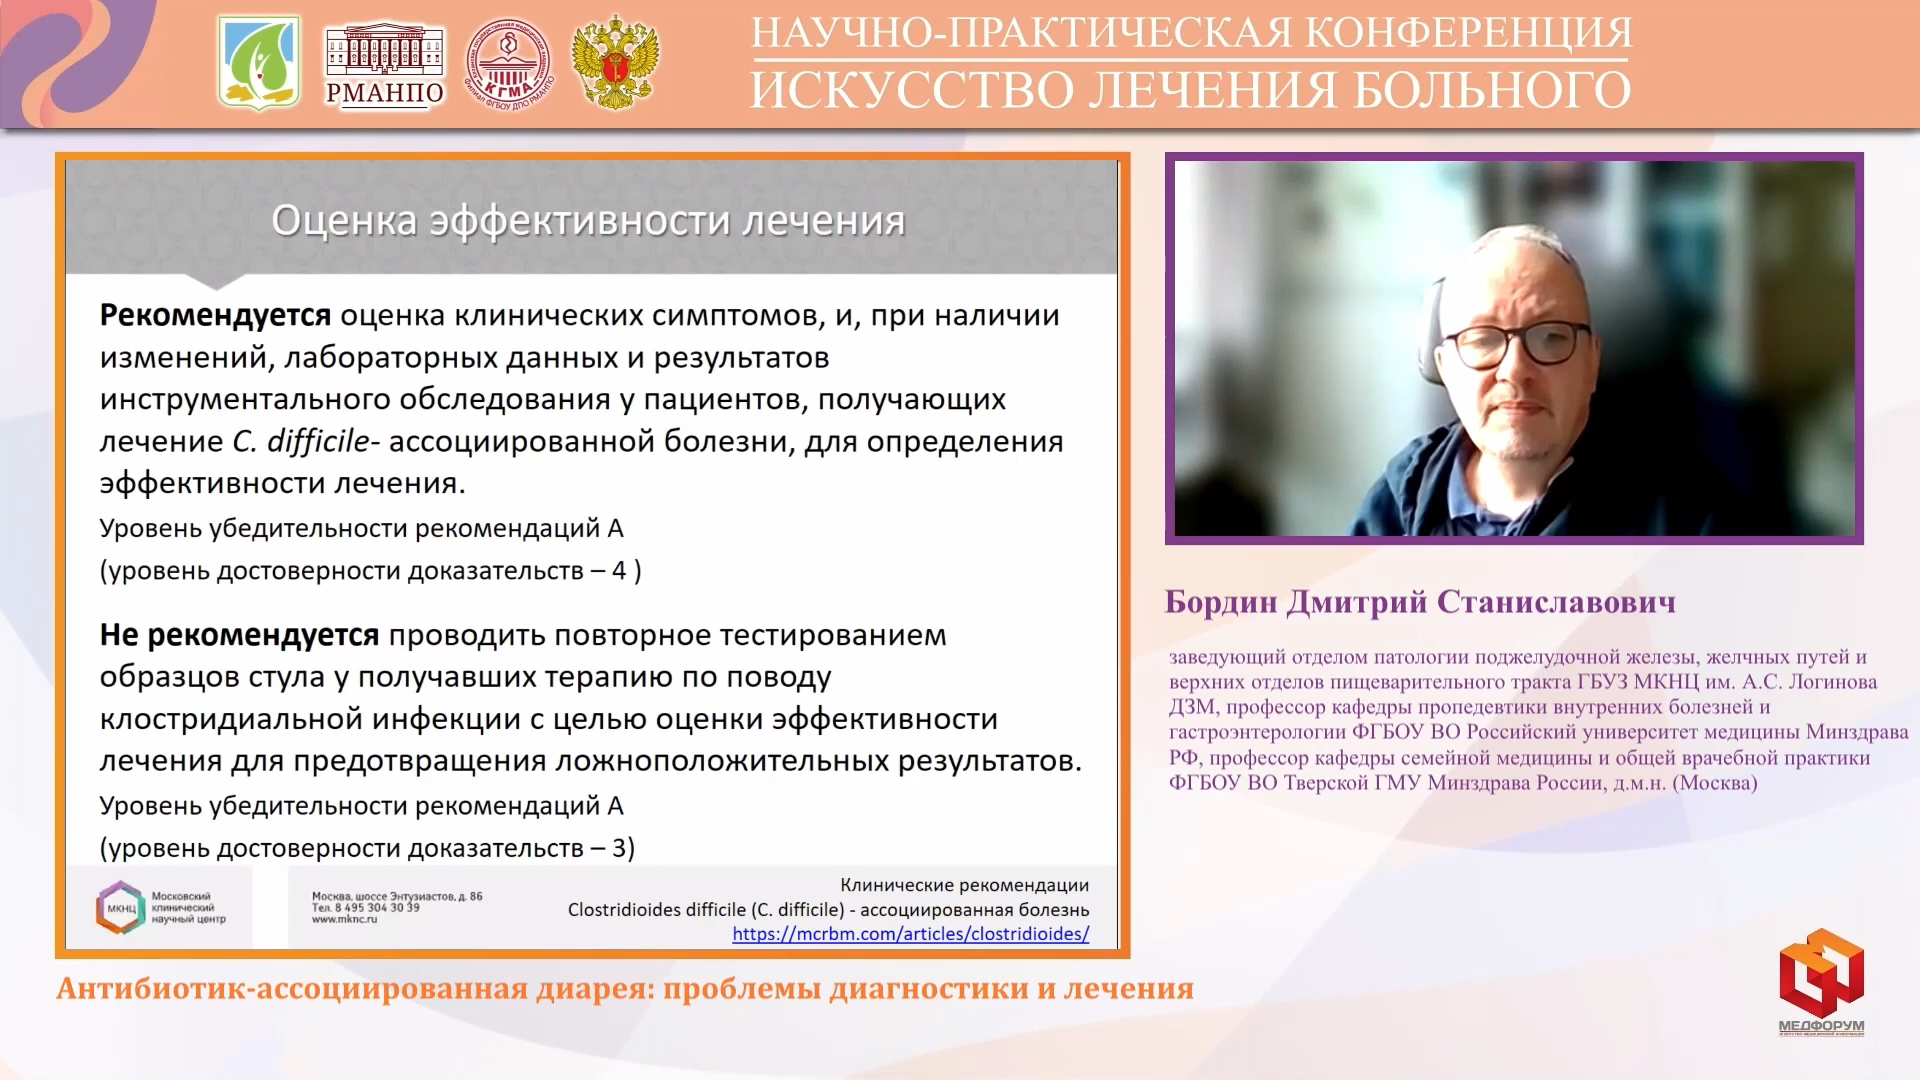 НАУЧНО-ПРАКТИЧЕСКАЯ КОНФЕРЕНЦИЯ
ИСКУССТВО ЛЕЧЕНИЯ БОЛЬНОГО
РМАНПО
КГМА
Оценка эффективности лечения
Рекомендуется оценка клинических симптомов, и, при наличии
изменений, лабораторных данных и результатов
инструментального обследования у пациентов, получающих
лечение C. difficile- ассоциированной болезни, для определения
эффективности лечения.
Уровень убедительности рекомендаций А
(уровень достоверности доказательств – 4 )
Не рекомендуется проводить повторное тестированием
образцов стула у получавших терапию по поводу
клостридиальной инфекции с целью оценки эффективности
лечения для предотвращения ложноположительных результатов.
Уровень убедительности рекомендаций А
(уровень достоверности доказательств – 3)
МКНЦ
Московский
клинический
научный центр
Москва, шоссе Энтузиастов, д. 86
Тел. 8 495 304 30 39
www.mknc.ru
Клинические рекомендации
Clostridioides difficile (C. difficile) - ассоциированная болезнь
https://mcrbm.com/articles/clostridioides/
Бордин Дмитрий Станиславович
заведующий отделом патологии поджелудочной железы, желчных путей и
верхних отделов пищеварительного тракта ГБУЗ МКНЦ им. А.С. Логинова
ДЗМ, профессор кафедры пропедевтики внутренних болезней и
гастроэнтерологии ФГБОУ ВО Российский университет медицины Минздрава
РФ, профессор кафедры семейной медицины и общей врачебной практики
ФГБОУ ВО Тверской ГМУ Минздрава России, д.м.н. (Москва)
Антибиотик-ассоциированная диарея: проблемы диагностики и лечения
МЕДФОРУМ